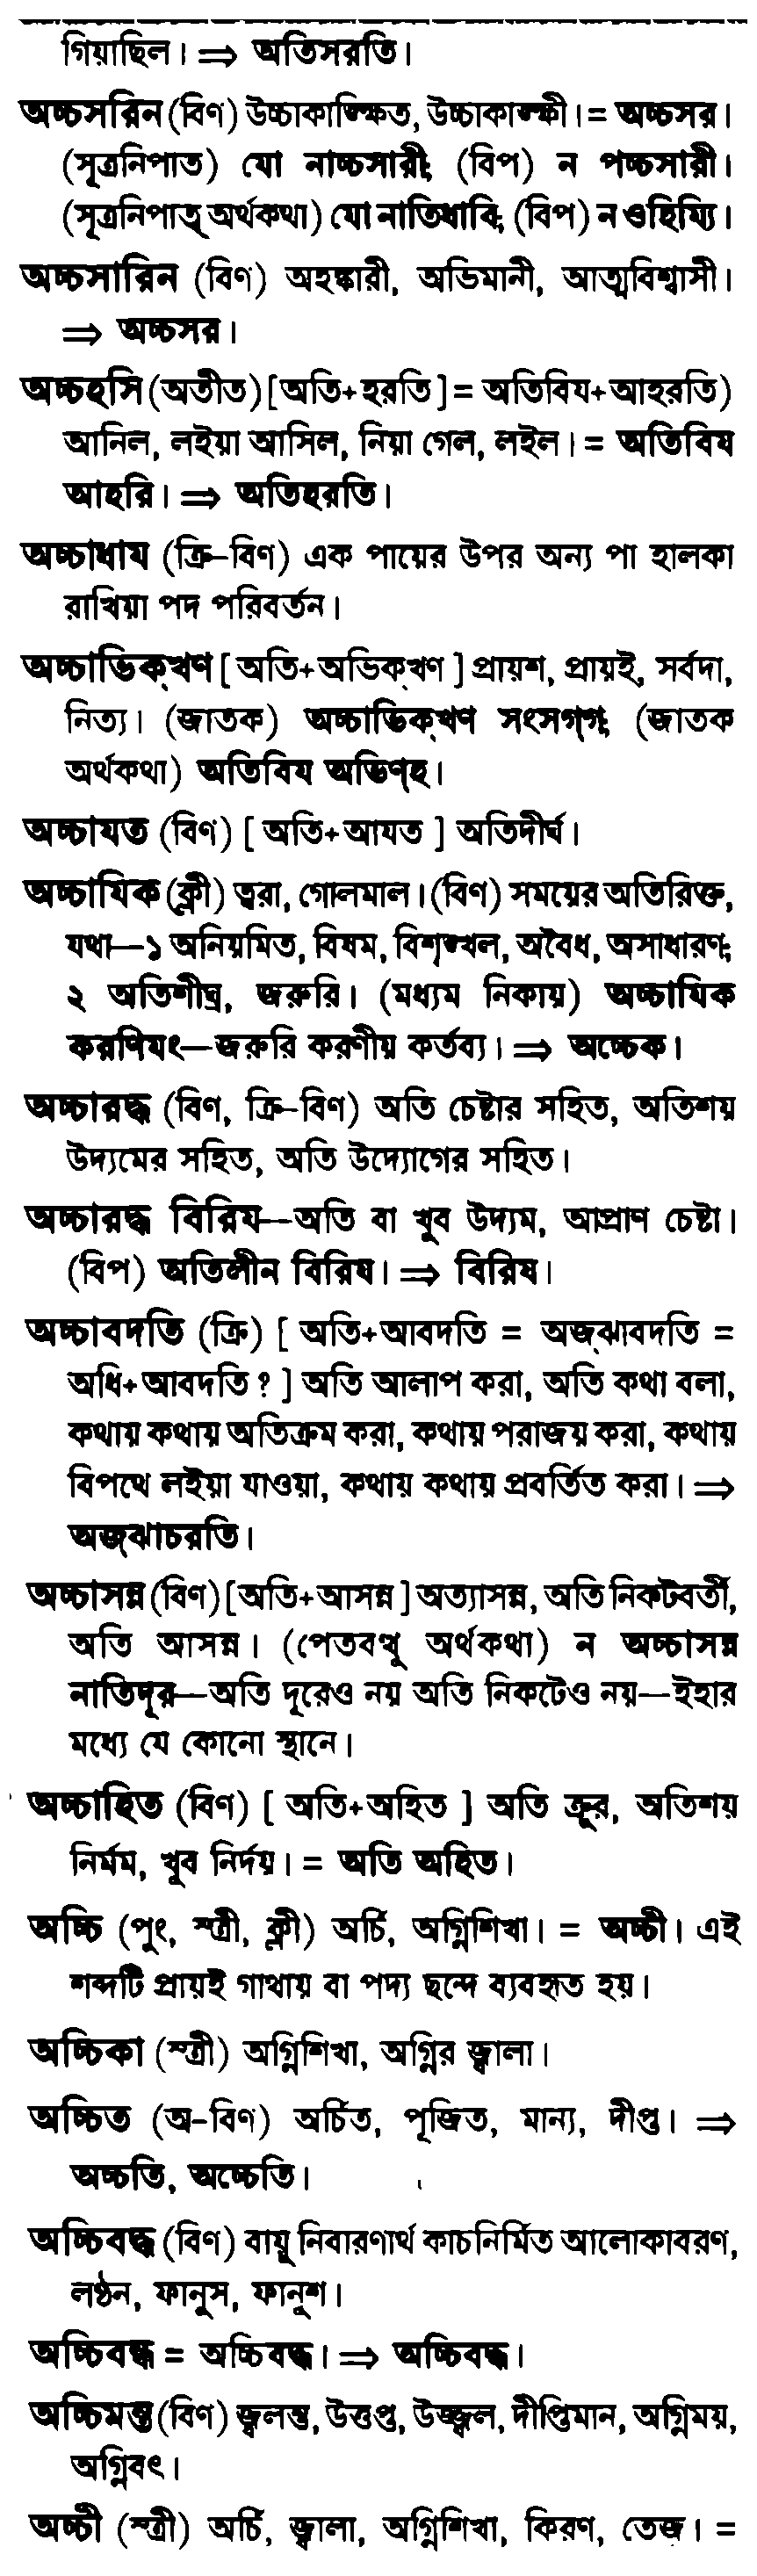 গিয়াছিল। ⇒ অতিসরতি।
অচ্চসরিন (বিণ) উচ্চাকাঙ্ক্ষিত, উচ্চাকাঙ্ক্ষী। = অচ্চসর।
(সূত্রনিপাত) যো নাচ্চসারী; (বিপ) ন পচ্চসারী।
(সূত্রনিপাত অর্থকথা) যো নাতিধাবি; (বিপ) ন ওহিয্যি।
অচ্চসারিন (বিণ) অহঙ্কারী, অভিমানী, আত্মবিশ্বাসী।
⇒ অচ্চসর।
অচ্চহসি (অতীত) [অতি+হরতি] = অতিবিয+আহরতি)
আনিল, লইয়া আসিল, নিয়া গেল, লইল। = অতিবিয
আহরি। ⇒ অতিহরতি।
অচ্চাধায (ক্রি-বিণ) এক পায়ের উপর অন্য পা হালকা
রাখিয়া পদ পরিবর্তন।
অচ্চাভিক্খণ [ অতি+অভিক্খণ ] প্রায়শ, প্রায়ই, সর্বদা,
নিত্য। (জাতক) অচ্চাভিক্খণ সংসগ্গ; (জাতক
অর্থকথা) অতিবিয অভিণ্হ।
অচ্চাযত (বিণ) [ অতি+আযত ] অতিদীর্ঘ।
অচ্চাযিক (ক্লী) ত্বরা, গোলমাল। (বিণ) সময়ের অতিরিক্ত,
যথা—১ অনিয়মিত, বিষম, বিশৃঙ্খল, অবৈধ, অসাধারণ;
২ অতিশীঘ্র, জরুরি। (মধ্যম নিকায়) অচ্চাযিক
করণিযং—জরুরি করণীয় কর্তব্য। ⇒ অচ্চেক।
অচ্চারদ্ধ (বিণ, ক্রি-বিণ) অতি চেষ্টার সহিত, অতিশয়
উদ্যমের সহিত, অতি উদ্যোগের সহিত।
অচ্চারদ্ধ বিরিয—অতি বা খুব উদ্যম, আপ্রাণ চেষ্টা।
(বিপ) অতিলীন বিরিয। ⇒ বিরিয।
অচ্চাবদতি (ক্রি) [ অতি+আবদতি = অজ্ঝাবদতি =
অধি+আবদতি ? ] অতি আলাপ করা, অতি কথা বলা,
কথায় কথায় অতিক্রম করা, কথায় পরাজয় করা, কথায়
বিপথে লইয়া যাওয়া, কথায় কথায় প্রবর্তিত করা। ⇒
অজ্ঝাচরতি।
অচ্চাসন্ন (বিণ) [অতি+আসন্ন ] অত্যাসন্ন, অতি নিকটবর্তী,
অতি আসন্ন। (পেতবত্থু অর্থকথা) ন অচ্চাসন্ন
নাতিদূর—অতি দূরেও নয় অতি নিকটেও নয়—ইহার
মধ্যে যে কোনো স্থানে।
অচ্চাহিত (বিণ) [ অতি+অহিত ] অতি ক্রূর, অতিশয়
নির্মম, খুব নির্দয়। = অতি অহিত।
অচ্চি (পুং, স্ত্রী, ক্লী) অর্চি, অগ্নিশিখা। = অচ্চী। এই
শব্দটি প্রায়ই গাথায় বা পদ্য ছন্দে ব্যবহৃত হয়।
অচ্চিকা (স্ত্রী) অগ্নিশিখা, অগ্নির জ্বালা।
অচ্চিত (অ-বিণ) অর্চিত, পূজিত, মান্য, দীপ্ত। ⇒
অচ্চতি, অচ্চেতি।
অচ্চিবদ্ধ (বিণ) বায়ু নিবারণার্থ কাচনির্মিত আলোকাবরণ,
লণ্ঠন, ফানুস, ফানুশ।
অচ্চিবন্ধ = অচ্চিবদ্ধ। ⇒ অচ্চিবদ্ধ।
অচ্চিমন্তু (বিণ) জ্বলন্ত, উত্তপ্ত, উজ্জ্বল, দীপ্তিমান, অগ্নিময়,
অগ্নিবৎ।
অচ্চী (স্ত্রী) অর্চি, জ্বালা, অগ্নিশিখা, কিরণ, তেজ। =